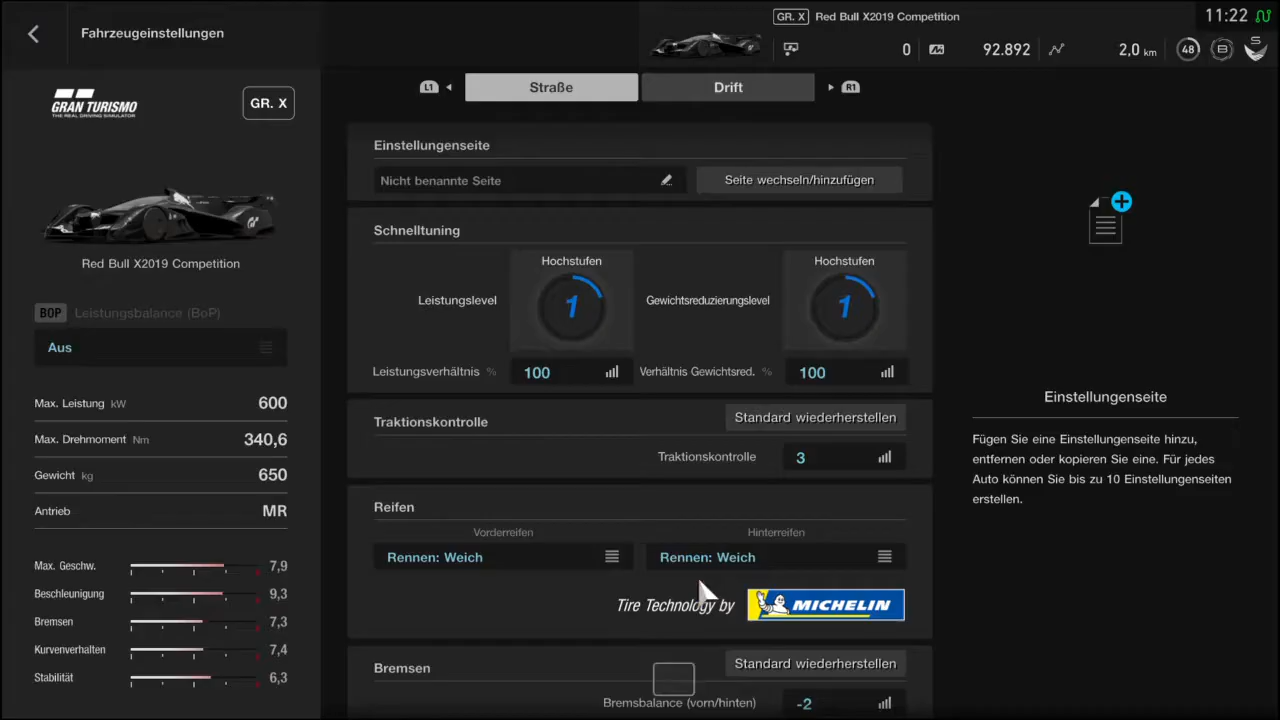 Fahrzeugeinstellungen
GR. X Red Bull X2019 Competition
11:22
0 92.892 2,0 km 48 B S
GRAN TURISMO
THE REAL DRIVING SIMULATOR
GR. X
Red Bull X2019 Competition
BOP Leistungsbalance (BoP)
Aus
Max. Leistung kW 600
Max. Drehmoment Nm 340,6
Gewicht kg 650
Antrieb MR
Max. Geschw. 7,9
Beschleunigung 9,3
Bremsen 7,3
Kurvenverhalten 7,4
Stabilität 6,3
L1 Straße Drift R1
Einstellungenseite
Nicht benannte Seite Seite wechseln/hinzufügen
Schnelltuning
Hochstufen Hochstufen
Leistungslevel 1 Gewichtsreduzierungslevel 1
Leistungsverhältnis % 100 Verhältnis Gewichtsred. % 100
Traktionskontrolle Standard wiederherstellen
Traktionskontrolle 3
Reifen
Vorderreifen Hinterreifen
Rennen: Weich Rennen: Weich
Tire Technology by MICHELIN
Bremsen Standard wiederherstellen
Bremsbalance (vorn/hinten) -2
Einstellungenseite
Fügen Sie eine Einstellungenseite hinzu,
entfernen oder kopieren Sie eine. Für jedes
Auto können Sie bis zu 10 Einstellungenseiten
erstellen.